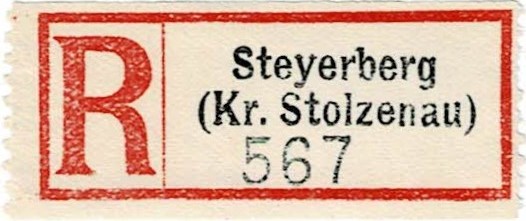 R
Steyerberg
(Kr. Stolzenau)
567